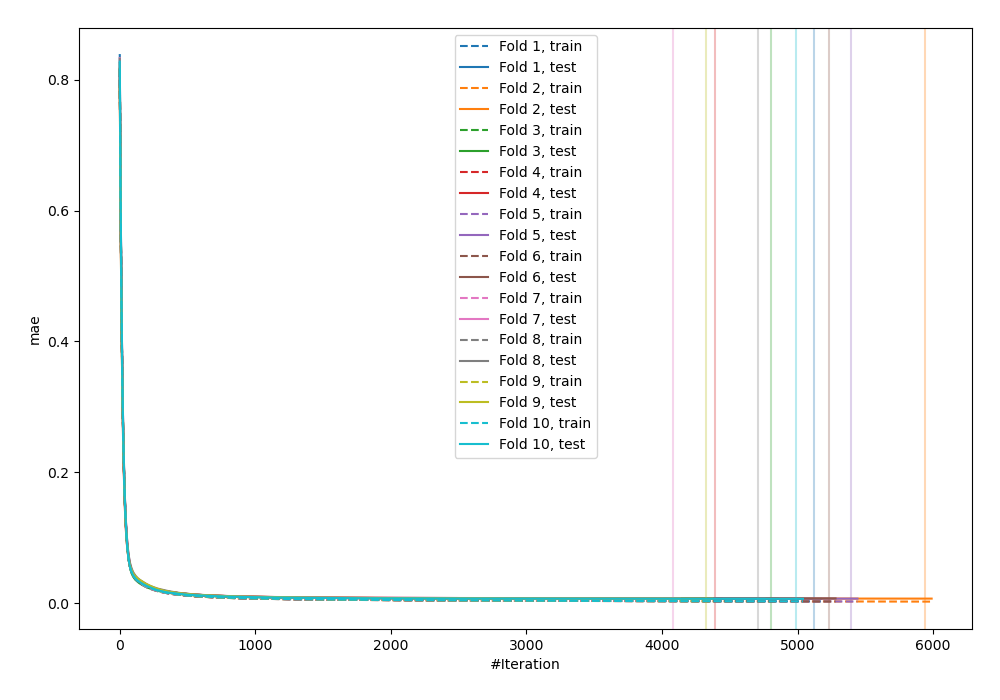 0.8
0.6
0.4
0.2
0.0
mae
Fold 1, train
Fold 1, test
Fold 2, train
Fold 2, test
Fold 3, train
Fold 3, test
Fold 4, train
Fold 4, test
Fold 5, train
Fold 5, test
Fold 6, train
Fold 6, test
Fold 7, train
Fold 7, test
Fold 8, train
Fold 8, test
Fold 9, train
Fold 9, test
Fold 10, train
Fold 10, test
0 1000 2000 3000 4000 5000 6000
#Iteration